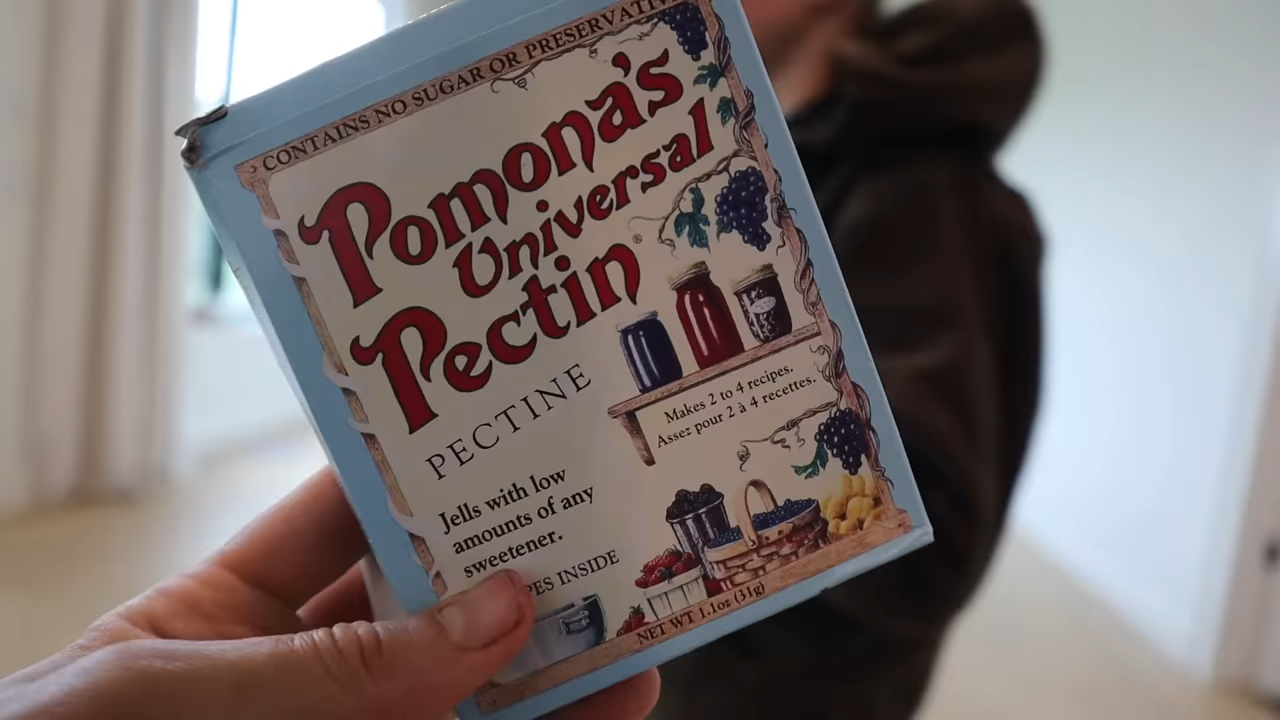 CONTAINS NO SUGAR OR PRESERVATIV
Pomona's
Universal
Pectin®
PECTINE
Makes 2 to 4 recipes.
Assez pour 2 à 4 recettes.
Jells with low
amounts of any
sweetener.
PES INSIDE
NET WT 1.1oz (31g)